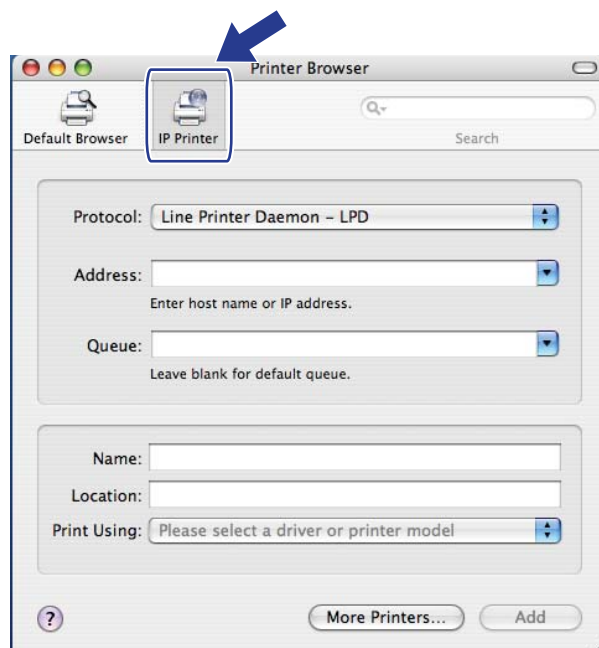 Printer Browser
Default Browser
IP Printer
Search
Protocol: Line Printer Daemon – LPD
Address:
Enter host name or IP address.
Queue:
Leave blank for default queue.
Name:
Location:
Print Using: Please select a driver or printer model
? More Printers... Add